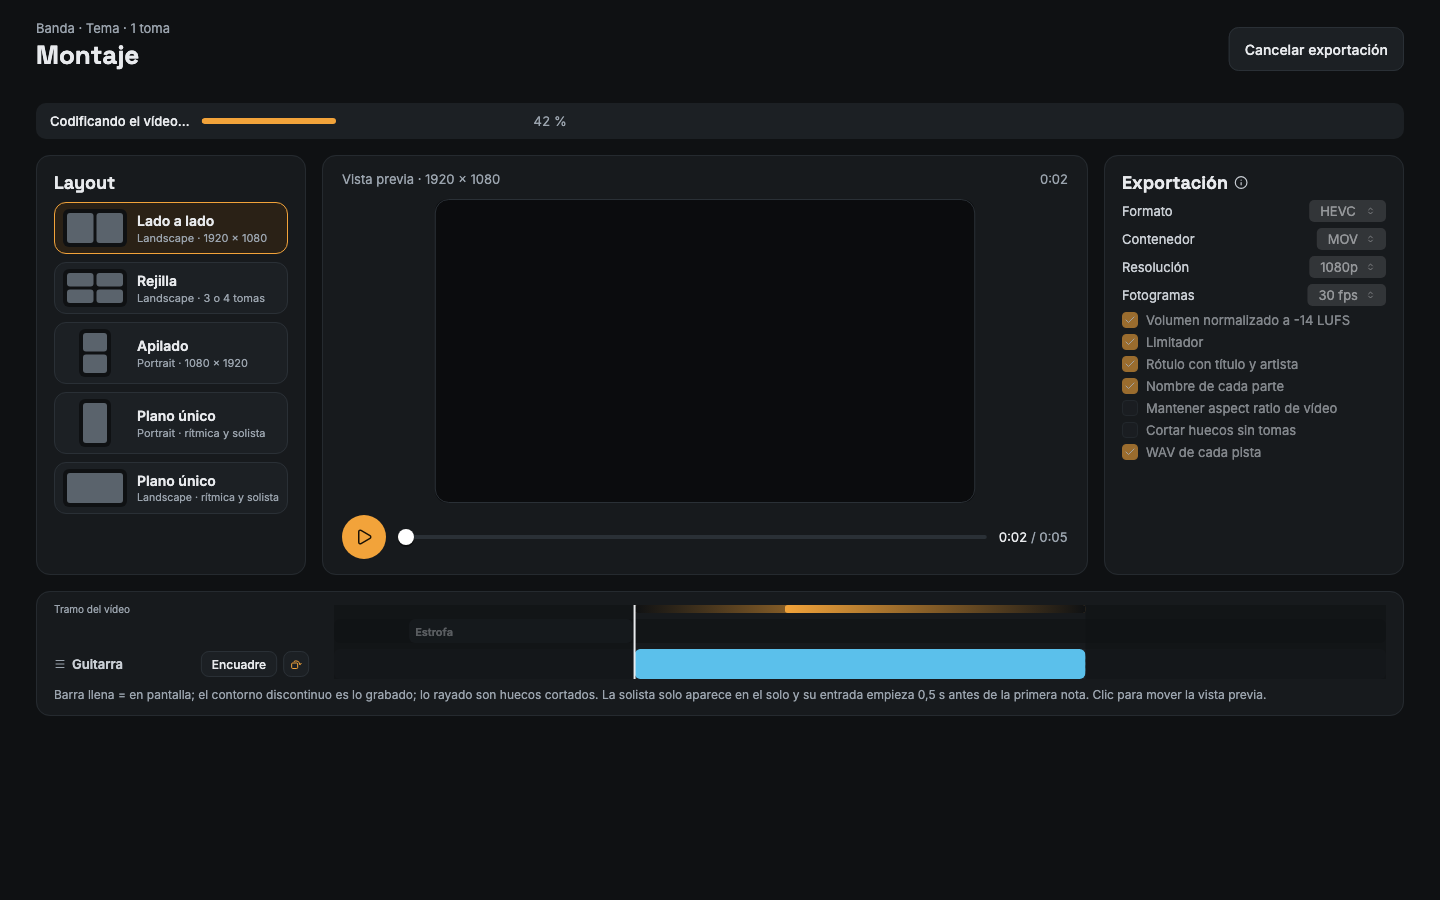 Banda · Tema · 1 toma
Montaje
Cancelar exportación
Codificando el vídeo...
42 %
Layout
Lado a lado
Landscape · 1920 × 1080
Rejilla
Landscape · 3 o 4 tomas
Apilado
Portrait · 1080 × 1920
Plano único
Portrait · rítmica y solista
Plano único
Landscape · rítmica y solista
Vista previa · 1920 × 1080
0:02
0:02 / 0:05
Exportación
Formato
HEVC
Contenedor
MOV
Resolución
1080p
Fotogramas
30 fps
Volumen normalizado a -14 LUFS
Limitador
Rótulo con título y artista
Nombre de cada parte
Mantener aspect ratio de vídeo
Cortar huecos sin tomas
WAV de cada pista
Tramo del vídeo
Estrofa
Guitarra
Encuadre
Barra llena = en pantalla; el contorno discontinuo es lo grabado; lo rayado son huecos cortados. La solista solo aparece en el solo y su entrada empieza 0,5 s antes de la primera nota. Clic para mover la vista previa.